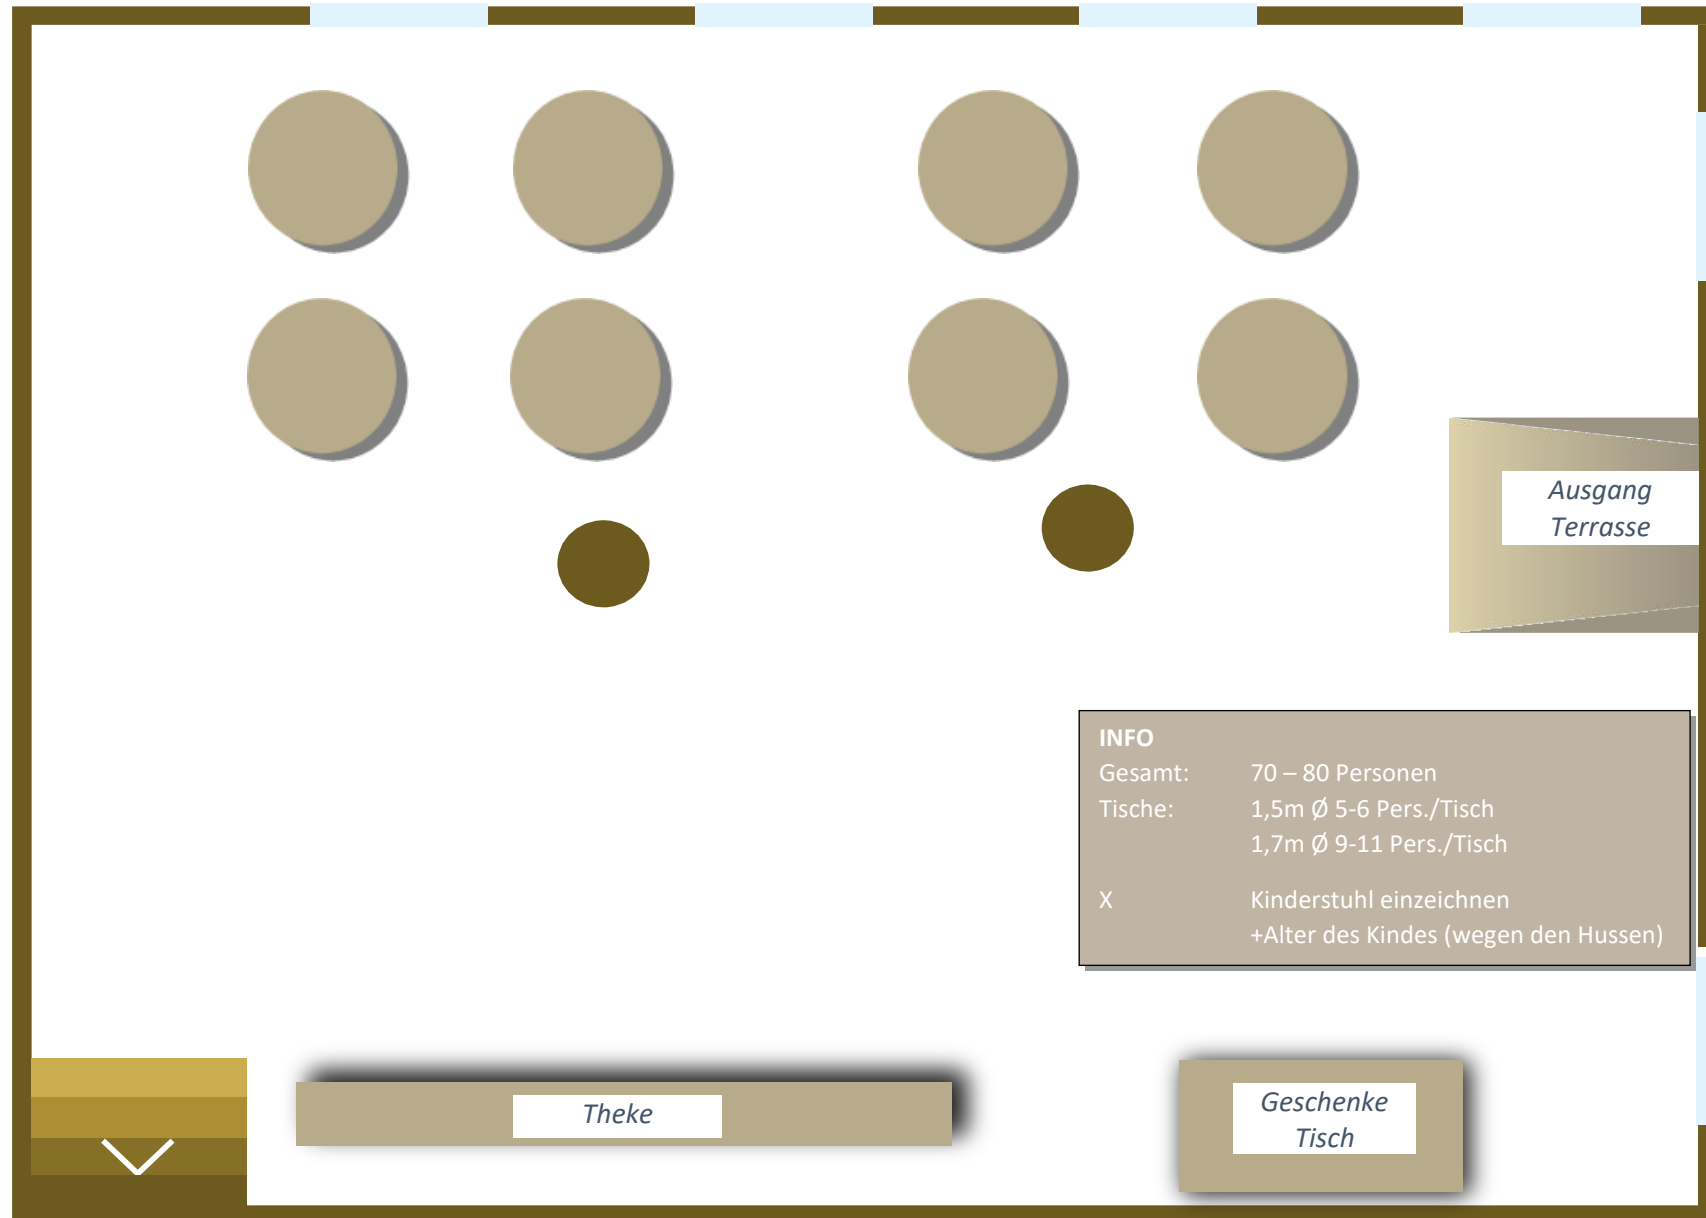 Ausgang
Terrasse
INFO
Gesamt: 70 – 80 Personen
Tische: 1,5m Ø 5-6 Pers./Tisch
1,7m Ø 9-11 Pers./Tisch
X Kinderstuhl einzeichnen
+Alter des Kindes (wegen den Hussen)
Theke
Geschenke
Tisch